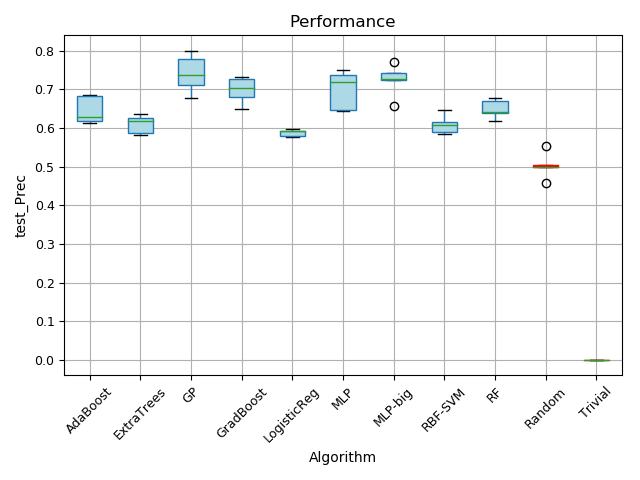 Performance
test_Prec
0.8
0.7
0.6
0.5
0.4
0.3
0.2
0.1
0.0
AdaBoost
ExtraTrees
GP
GradBoost
LogisticReg
MLP
MLP-big
RBF-SVM
RF
Random
Trivial
Algorithm